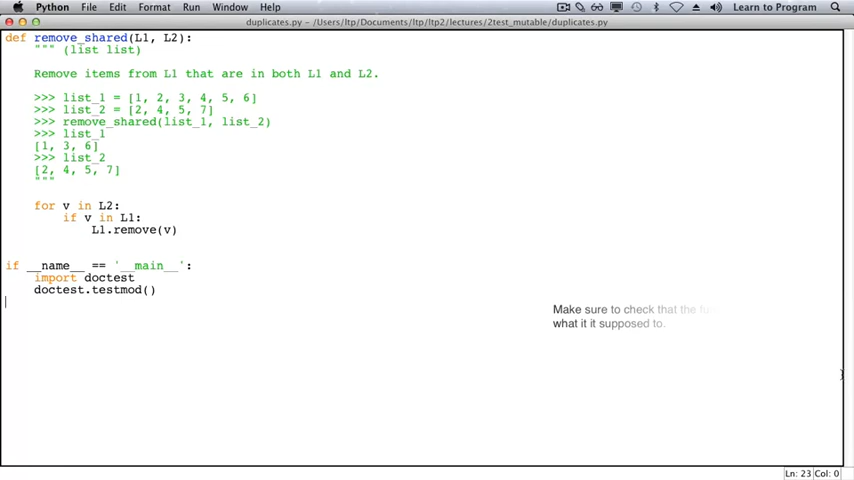 Python File Edit Format Run Window Help Learn to Program
duplicates.py - /Users/ltp/Documents/ltp/ltp2/lectures/2test_mutable/duplicates.py
def remove_shared(L1, L2):
""" (list list)
Remove items from L1 that are in both L1 and L2.
>>> list_1 = [1, 2, 3, 4, 5, 6]
>>> list_2 = [2, 4, 5, 7]
>>> remove_shared(list_1, list_2)
>>> list_1
[1, 3, 6]
>>> list_2
[2, 4, 5, 7]
"""
for v in L2:
if v in L1:
L1.remove(v)
if __name__ == '__main__':
import doctest
doctest.testmod()
Make sure to check that the
what it it supposed to.
Ln: 23 Col: 0